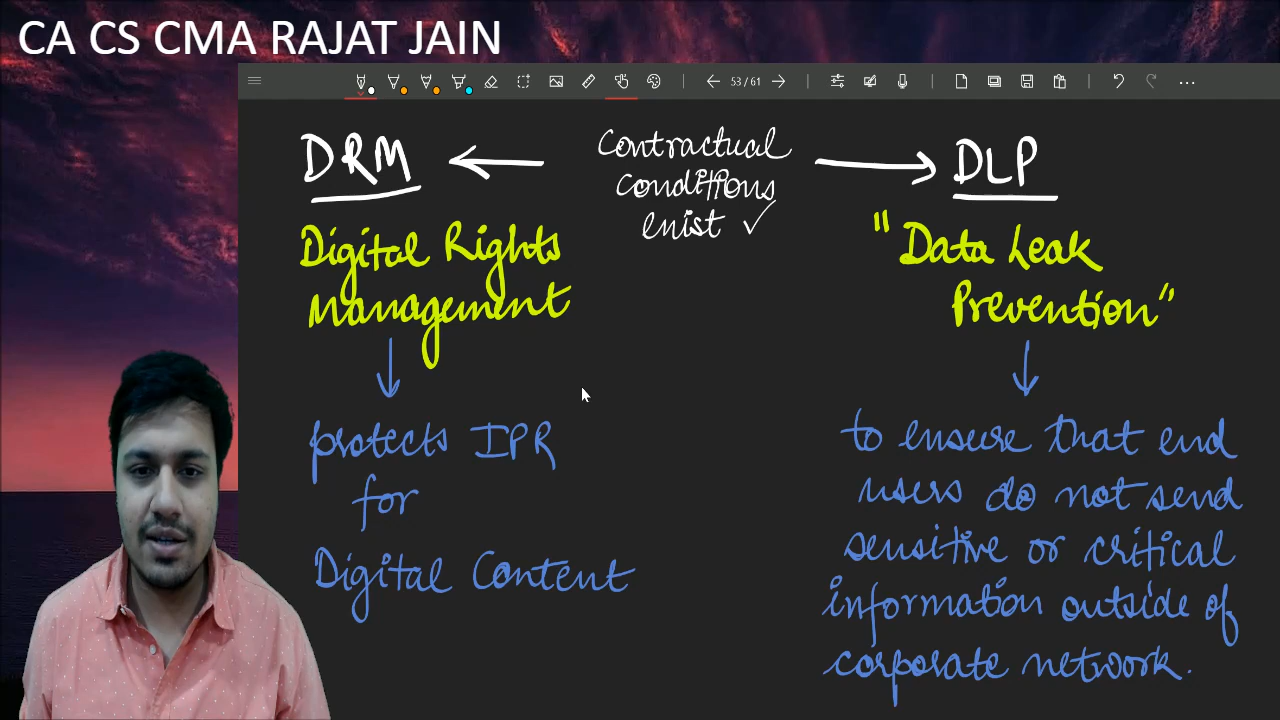 CA CS CMA RAJAT JAIN
53 / 61
DRM
Contractual
Conditions
enist ✓
DLP
Digital Rights
Management
"Data Leak
Prevention"
protects IPR
for
Digital Content
to ensure that end
users do not send
sensitive or critical
information outside of
corporate network.